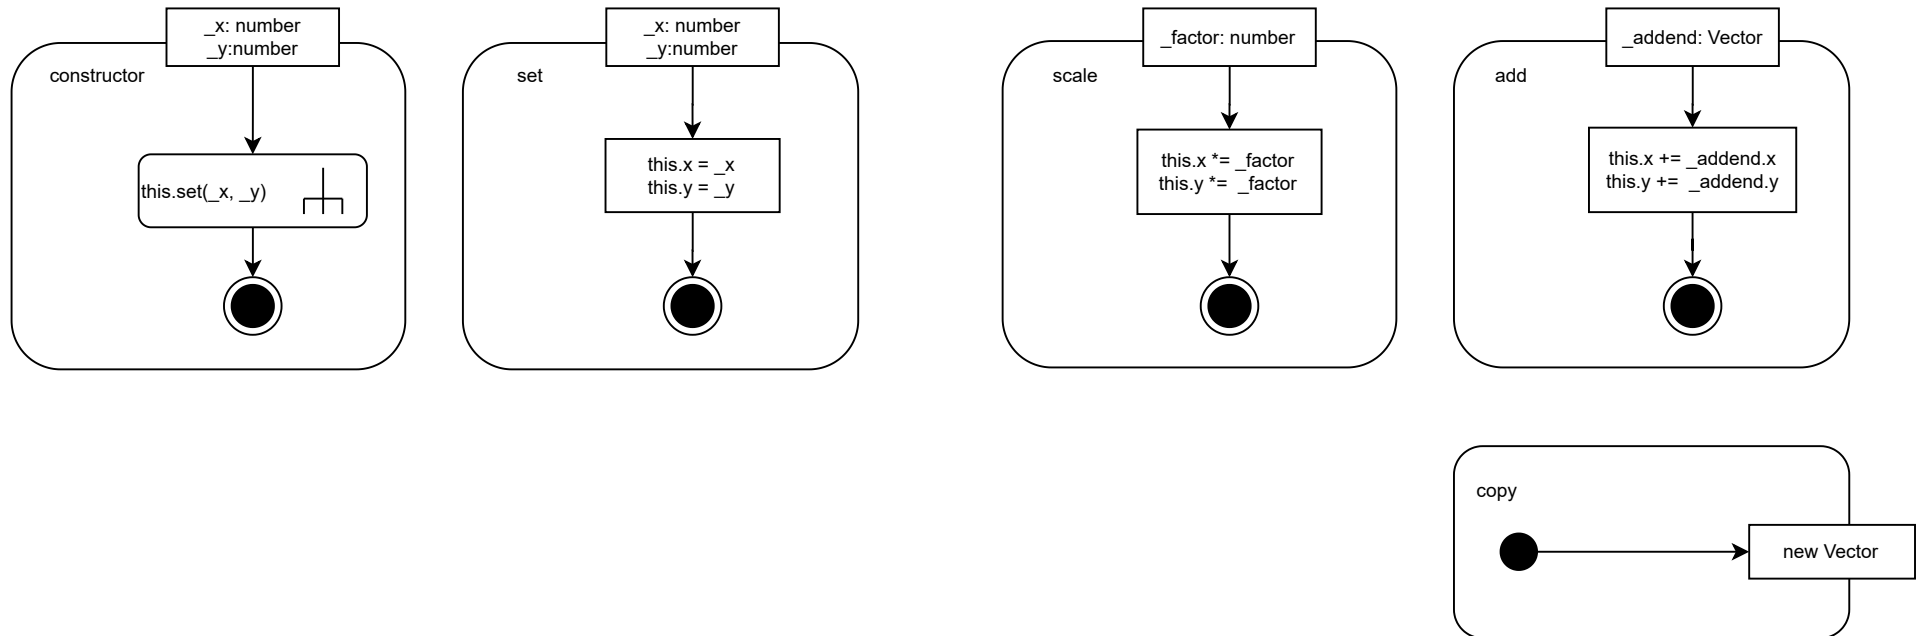 _x: number
_y:number
constructor
this.set(_x, _y)
_x: number
_y:number
set
this.x = _x
this.y = _y
_factor: number
scale
this.x *= _factor
this.y *=  _factor
_addend: Vector
add
this.x += _addend.x
this.y +=  _addend.y
copy
new Vector